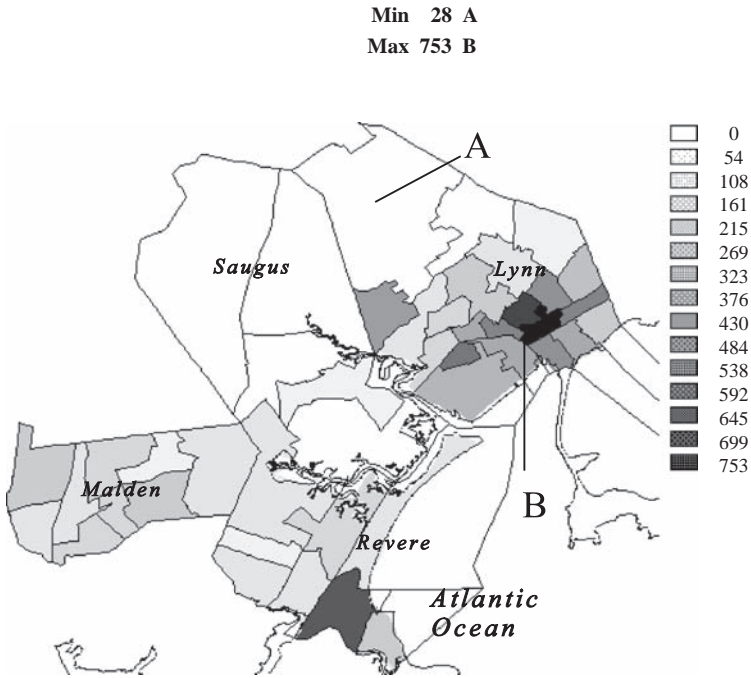 Min 28 A
Max 753 B
A
0
54
108
161
215
269
323
376
430
484
538
592
645
699
753
Saugus
Lynn
Malden
B
Revere
Atlantic
Ocean